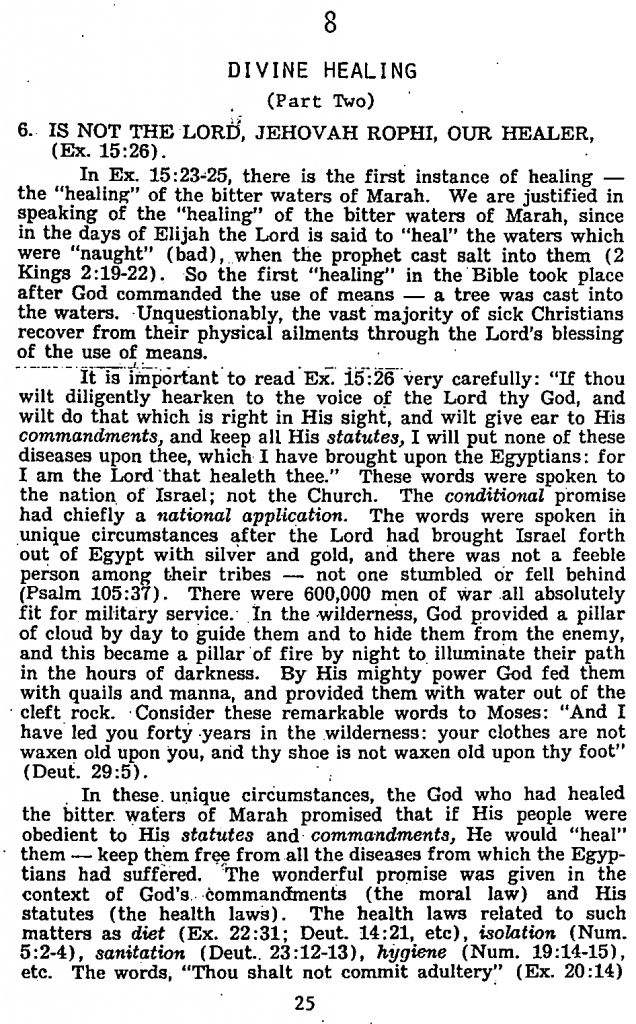 8
DIVINE HEALING
(Part Two)
6. IS NOT THE LORD, JEHOVAH ROPHI, OUR HEALER,
(Ex. 15:26).
In Ex. 15:23-25, there is the first instance of healing —
the "healing" of the bitter waters of Marah. We are justified in
speaking of the "healing" of the bitter waters of Marah, since
in the days of Elijah the Lord is said to "heal" the waters which
were "naught" (bad), when the prophet cast salt into them (2
Kings 2:19-22). So the first "healing" in the Bible took place
after God commanded the use of means — a tree was cast into
the waters. Unquestionably, the vast majority of sick Christians
recover from their physical ailments through the Lord's blessing
of the use of means.
It is important to read Ex. 15:26 very carefully: "If thou
wilt diligently hearken to the voice of the Lord thy God, and
wilt do that which is right in His sight, and wilt give ear to His
commandments, and keep all His statutes, I will put none of these
diseases upon thee, which I have brought upon the Egyptians: for
I am the Lord that healeth thee." These words were spoken to
the nation of Israel; not the Church. The conditional promise
had chiefly a national application. The words were spoken in
unique circumstances after the Lord had brought Israel forth
out of Egypt with silver and gold, and there was not a feeble
person among their tribes — not one stumbled or fell behind
(Psalm 105:37). There were 600,000 men of war all absolutely
fit for military service. In the wilderness, God provided a pillar
of cloud by day to guide them and to hide them from the enemy,
and this became a pillar of fire by night to illuminate their path
in the hours of darkness. By His mighty power God fed them
with quails and manna, and provided them with water out of the
cleft rock. Consider these remarkable words to Moses: "And I
have led you forty years in the wilderness: your clothes are not
waxen old upon you, and thy shoe is not waxen old upon thy foot"
(Deut. 29:5).
In these unique circumstances, the God who had healed
the bitter waters of Marah promised that if His people were
obedient to His statutes and commandments, He would "heal"
them — keep them free from all the diseases from which the Egyp-
tians had suffered. The wonderful promise was given in the
context of God's commandments (the moral law) and His
statutes (the health laws). The health laws related to such
matters as diet (Ex. 22:31; Deut. 14:21, etc), isolation (Num.
5:2-4), sanitation (Deut. 23:12-13), hygiene (Num. 19:14-15),
etc. The words, "Thou shalt not commit adultery" (Ex. 20:14)
25